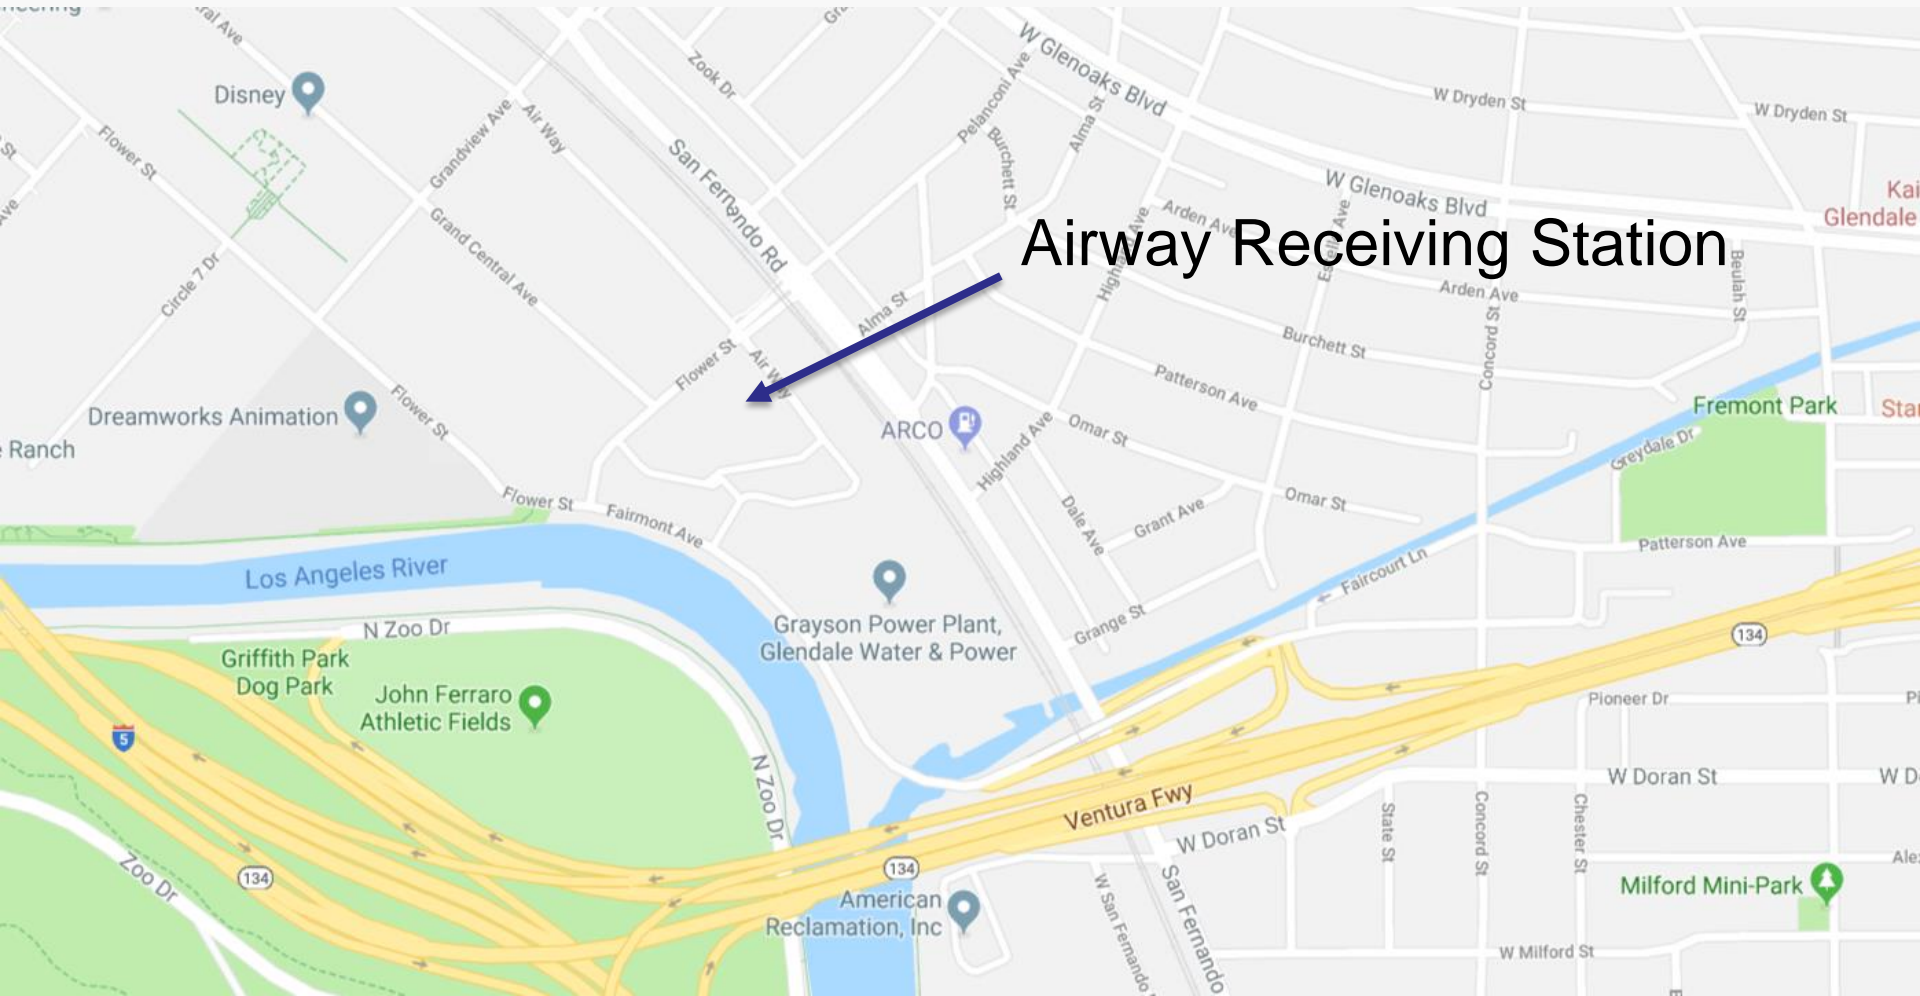 Airway Receiving Station
W Glenoaks Blvd
W Dryden St
W Dryden St
Zook Dr
Pelanconi Ave
Alma St
Burchett St
Disney
Air Way
Grandview Ave
Flower St
San Fernando Rd
W Glenoaks Blvd
Kai
Glendale
Arden Ave
Grand Central Ave
Circle 7 Dr
Alma St
Arden Ave
Beulah St
Concord St
Burchett St
Flower St
Air Way
Patterson Ave
Dreamworks Animation
Flower St
Ranch
ARCO
Highland Ave
Omar St
Fremont Park
Star
Greydale Dr
Flower St
Fairmont Ave
Dale Ave
Grant Ave
Omar St
Patterson Ave
Los Angeles River
Faircourt Ln
Grayson Power Plant,
Glendale Water & Power
Grange St
N Zoo Dr
134
Griffith Park
Dog Park
John Ferraro
Athletic Fields
Pioneer Dr
5
N Zoo Dr
W Doran St
W D
Ventura Fwy
W Doran St
State St
Concord St
Chester St
Zoo Dr
134
134
American
Reclamation, Inc
W San Fernando
San Fernando
Milford Mini-Park
W Milford St